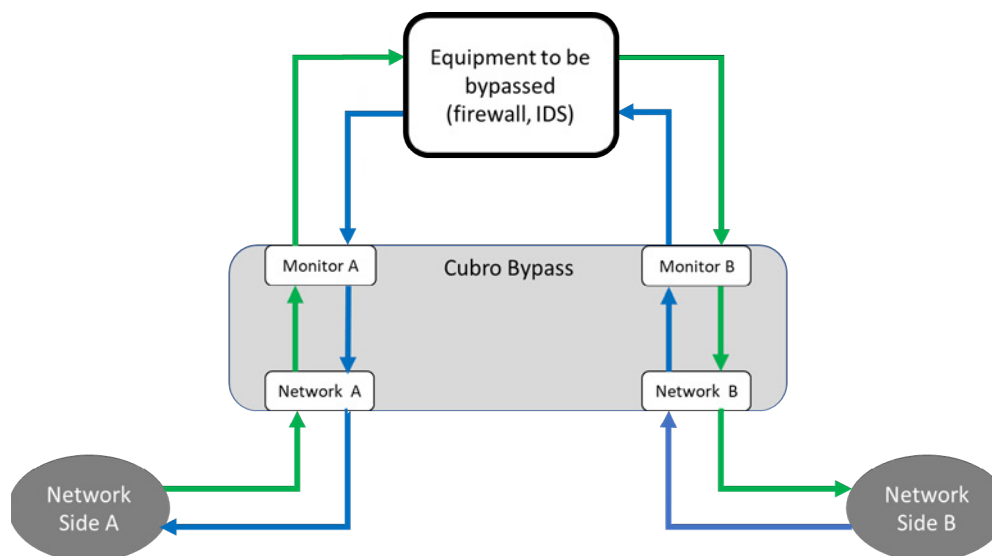 Equipment to be
bypassed
(firewall, IDS)
Monitor A
Cubro Bypass
Monitor B
Network A
Network B
Network
Side A
Network
Side B